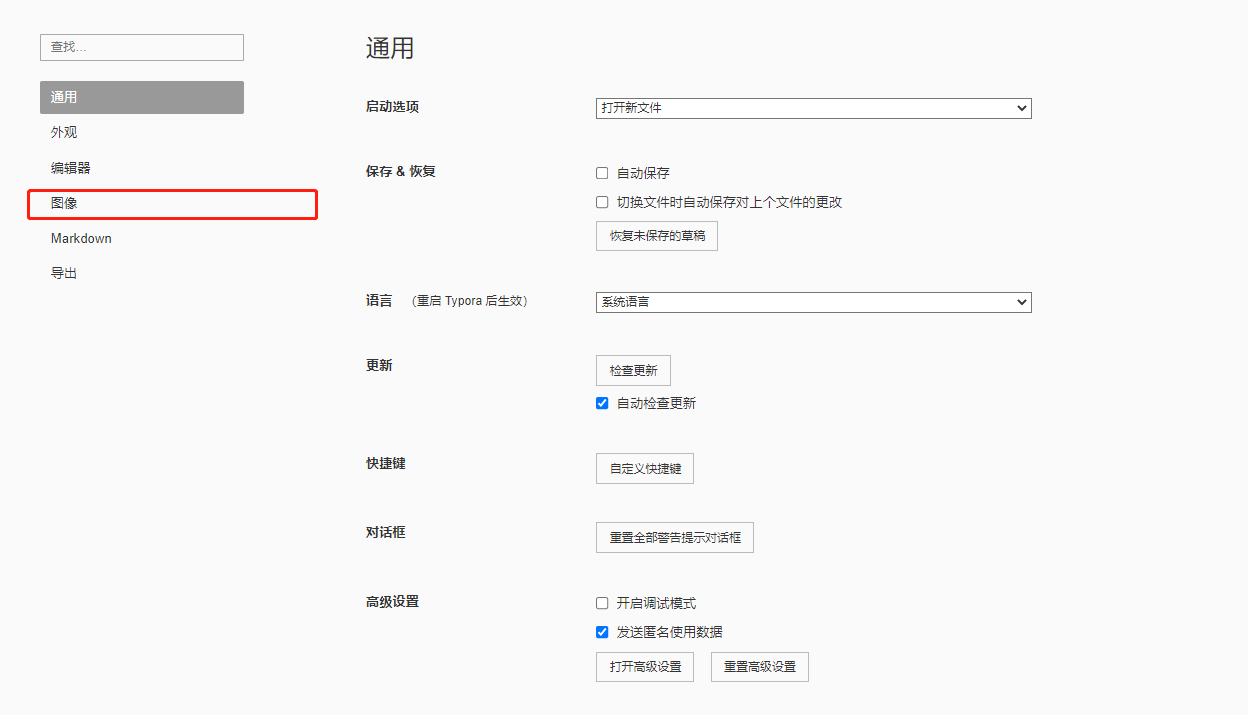 查找...
通用
外观
编辑器
图像
Markdown
导出
通用
启动选项
打开新文件
保存 & 恢复
自动保存
切换文件时自动保存对上个文件的更改
恢复未保存的草稿
语言 （重启 Typora 后生效）
系统语言
更新
检查更新
自动检查更新
快捷键
自定义快捷键
对话框
重置全部警告提示对话框
高级设置
开启调试模式
发送匿名使用数据
打开高级设置 重置高级设置